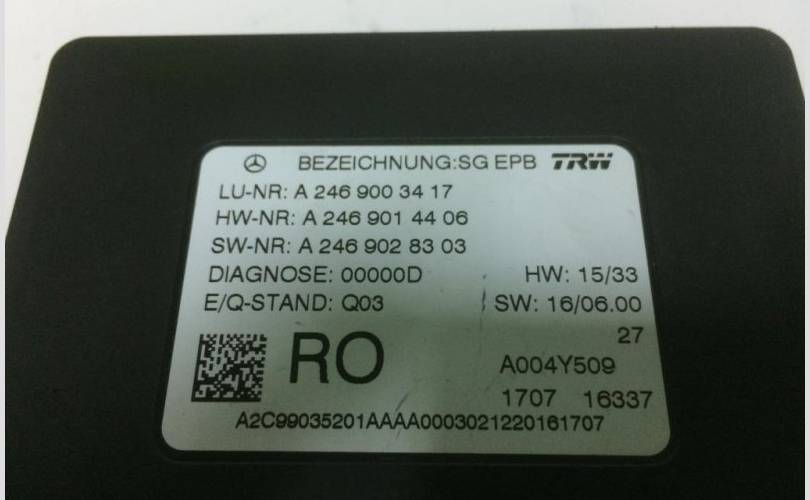 BEZEICHNUNG:SG EPB TRW
LU-NR: A 246 900 34 17
HW-NR: A 246 901 44 06
SW-NR: A 246 902 83 03
DIAGNOSE: 00000D HW: 15/33
E/Q-STAND: Q03 SW: 16/06.00
27
RO A004Y509
1707 16337
A2C99035201AAAA0003021220161707